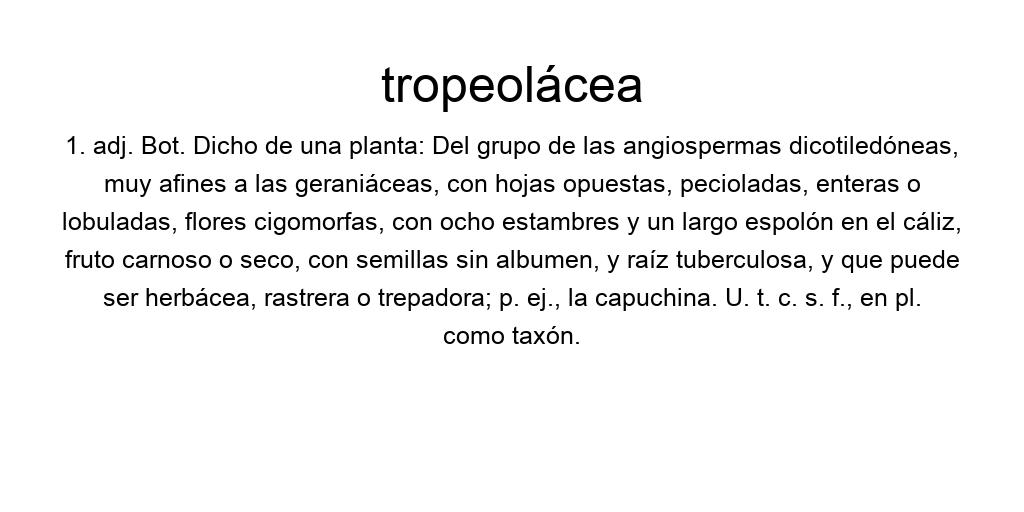 tropeolácea
1. adj. Bot. Dicho de una planta: Del grupo de las angiospermas dicotiledóneas,
muy afines a las geraniáceas, con hojas opuestas, pecioladas, enteras o
lobuladas, flores cigomorfas, con ocho estambres y un largo espolón en el cáliz,
fruto carnoso o seco, con semillas sin albumen, y raíz tuberculosa, y que puede
ser herbácea, rastrera o trepadora; p. ej., la capuchina. U. t. c. s. f., en pl.
como taxón.